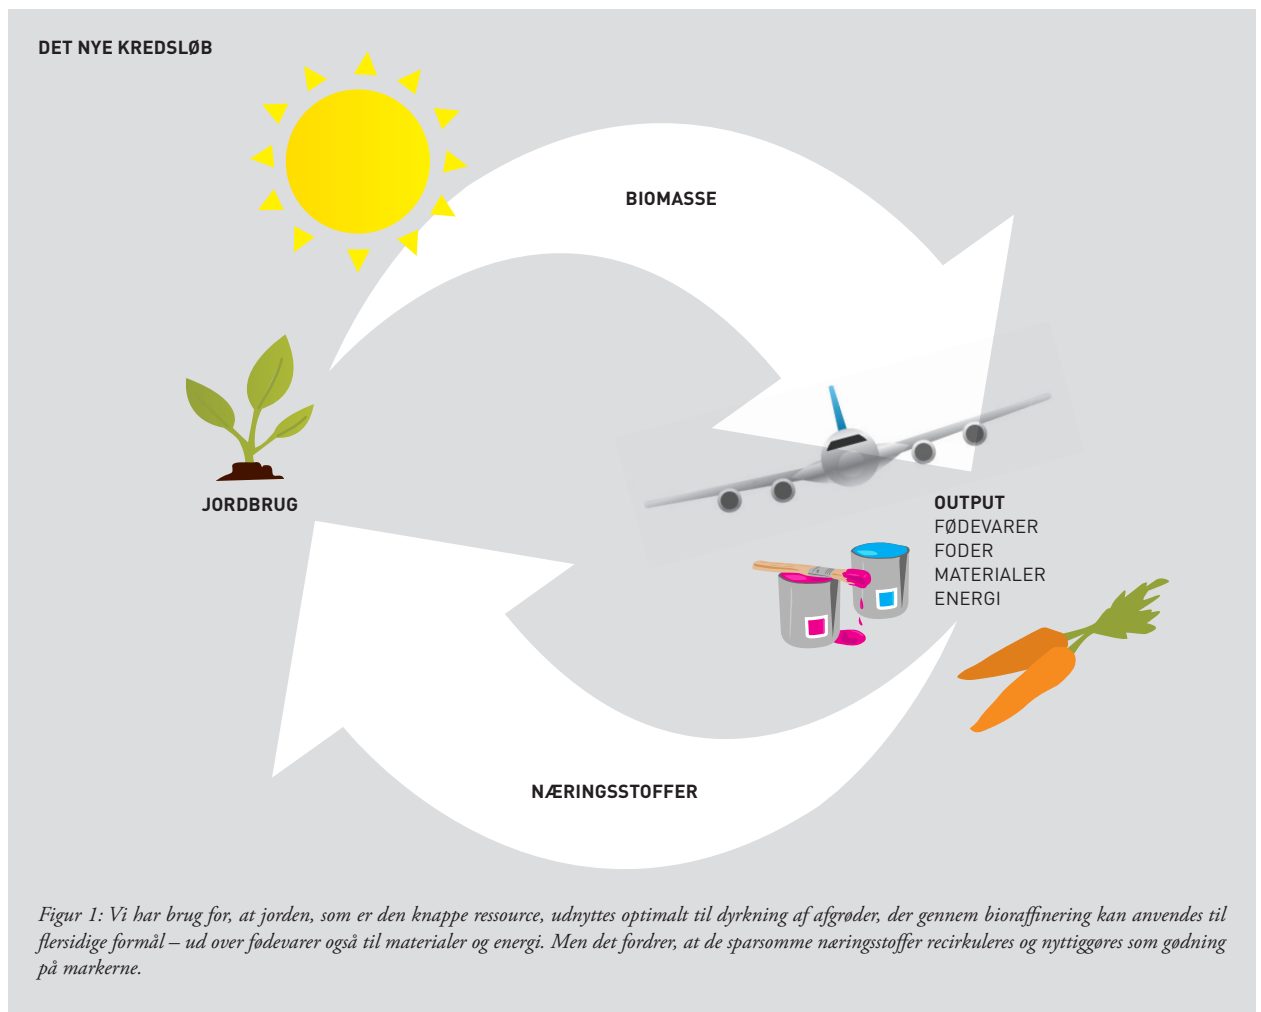 DET NYE KREDSLØB
BIOMASSE
JORDBRUG
OUTPUT
FØDEVARER
FODER
MATERIALER
ENERGI
NÆRINGSSTOFFER
Figur 1: Vi har brug for, at jorden, som er den knappe ressource, udnyttes optimalt til dyrkning af afgrøder, der gennem bioraffinering kan anvendes til
flersidige formål – ud over fødevarer også til materialer og energi. Men det fordrer, at de sparsomme næringsstoffer recirkuleres og nyttiggøres som gødning
på markerne.